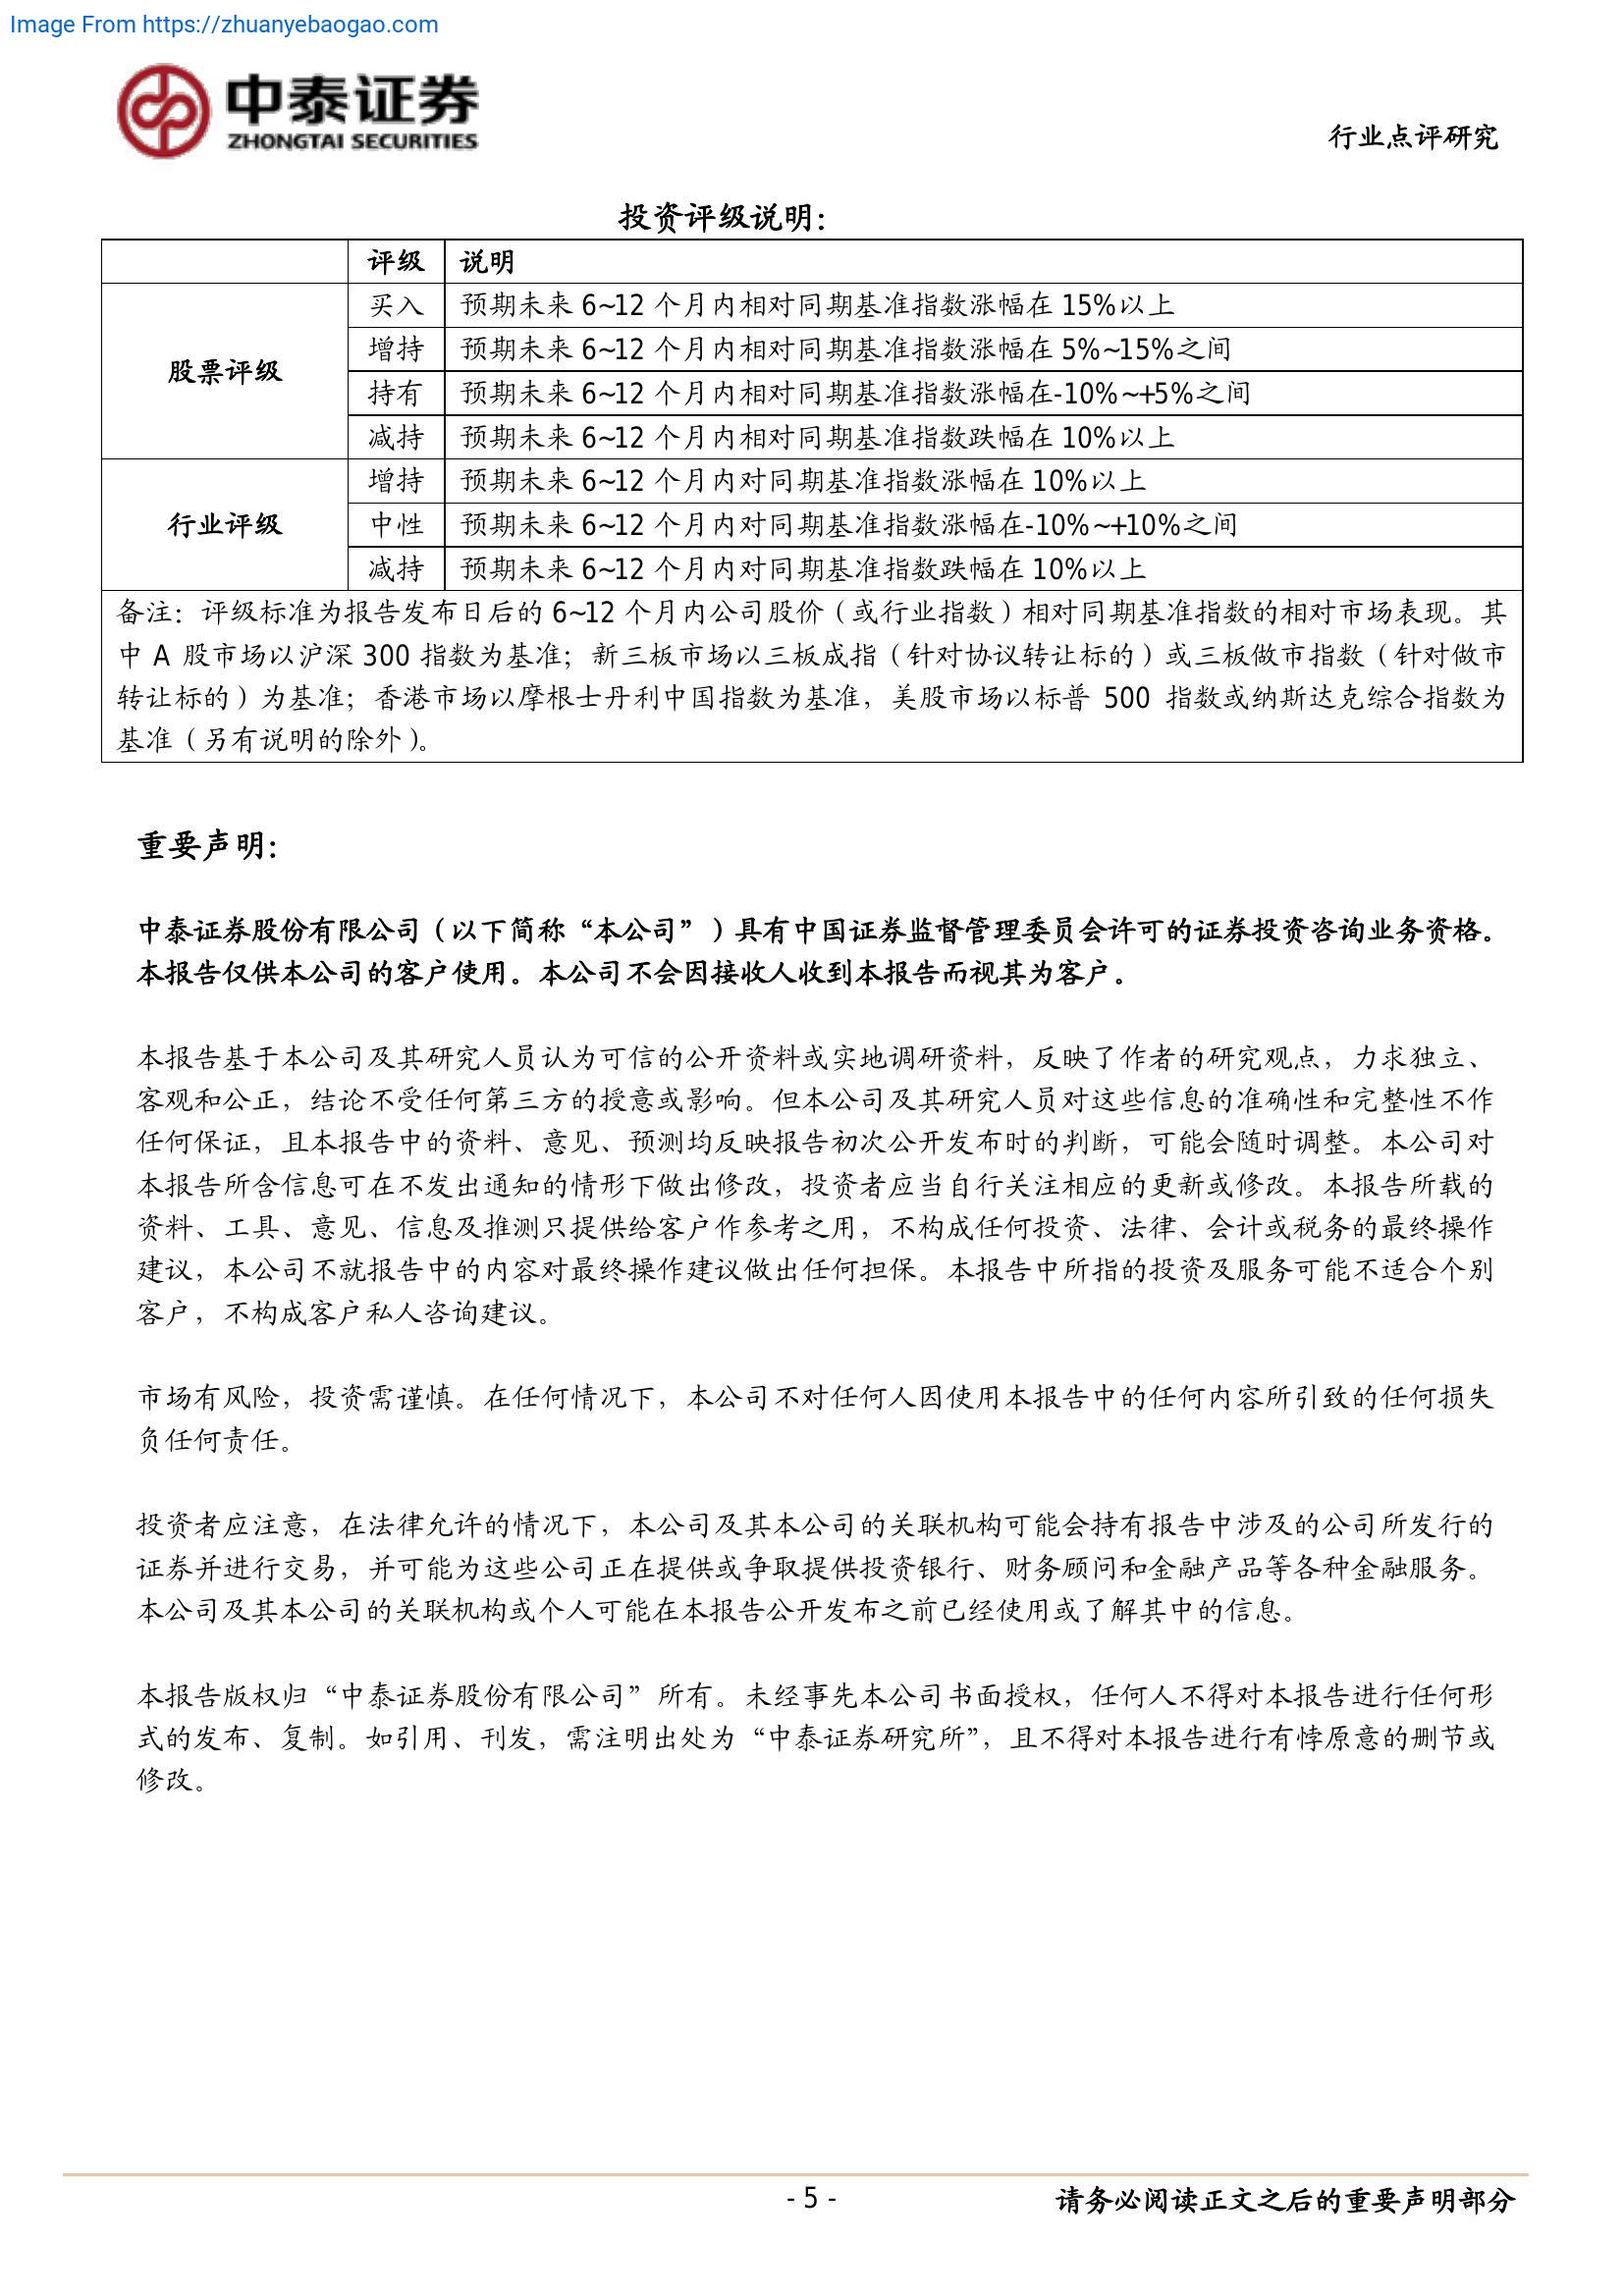 Image From https://zhuanyebaogao.com
中泰证券
ZHONGTAI SECURITIES
行业点评研究
投资评级说明：
评级 说明
股票评级
买入 预期未来 6~12 个月内相对同期基准指数涨幅在 15%以上
增持 预期未来 6~12 个月内相对同期基准指数涨幅在 5%~15%之间
持有 预期未来 6~12 个月内相对同期基准指数涨幅在-10%~+5%之间
减持 预期未来 6~12 个月内相对同期基准指数跌幅在 10%以上
行业评级
增持 预期未来 6~12 个月内对同期基准指数涨幅在 10%以上
中性 预期未来 6~12 个月内对同期基准指数涨幅在-10%~+10%之间
减持 预期未来 6~12 个月内对同期基准指数跌幅在 10%以上
备注：评级标准为报告发布日后的 6~12 个月内公司股价（或行业指数）相对同期基准指数的相对市场表现。其
中 A 股市场以沪深 300 指数为基准；新三板市场以三板成指（针对协议转让标的）或三板做市指数（针对做市
转让标的）为基准；香港市场以摩根士丹利中国指数为基准，美股市场以标普 500 指数或纳斯达克综合指数为
基准（另有说明的除外）。
重要声明：
中泰证券股份有限公司（以下简称“本公司”）具有中国证券监督管理委员会许可的证券投资咨询业务资格。
本报告仅供本公司的客户使用。本公司不会因接收人收到本报告而视其为客户。
本报告基于本公司及其研究人员认为可信的公开资料或实地调研资料，反映了作者的研究观点，力求独立、
客观和公正，结论不受任何第三方的授意或影响。但本公司及其研究人员对这些信息的准确性和完整性不作
任何保证，且本报告中的资料、意见、预测均反映报告初次公开发布时的判断，可能会随时调整。本公司对
本报告所含信息可在不发出通知的情形下做出修改，投资者应当自行关注相应的更新或修改。本报告所载的
资料、工具、意见、信息及推测只提供给客户作参考之用，不构成任何投资、法律、会计或税务的最终操作
建议，本公司不就报告中的内容对最终操作建议做出任何担保。本报告中所指的投资及服务可能不适合个别
客户，不构成客户私人咨询建议。
市场有风险，投资需谨慎。在任何情况下，本公司不对任何人因使用本报告中的任何内容所引致的任何损失
负任何责任。
投资者应注意，在法律允许的情况下，本公司及其本公司的关联机构可能会持有报告中涉及的公司所发行的
证券并进行交易，并可能为这些公司正在提供或争取提供投资银行、财务顾问和金融产品等各种金融服务。
本公司及其本公司的关联机构或个人可能在本报告公开发布之前已经使用或了解其中的信息。
本报告版权归“中泰证券股份有限公司”所有。未经事先本公司书面授权，任何人不得对本报告进行任何形
式的发布、复制。如引用、刊发，需注明出处为“中泰证券研究所”，且不得对本报告进行有悖原意的删节或
修改。
- 5 -
请务必阅读正文之后的重要声明部分